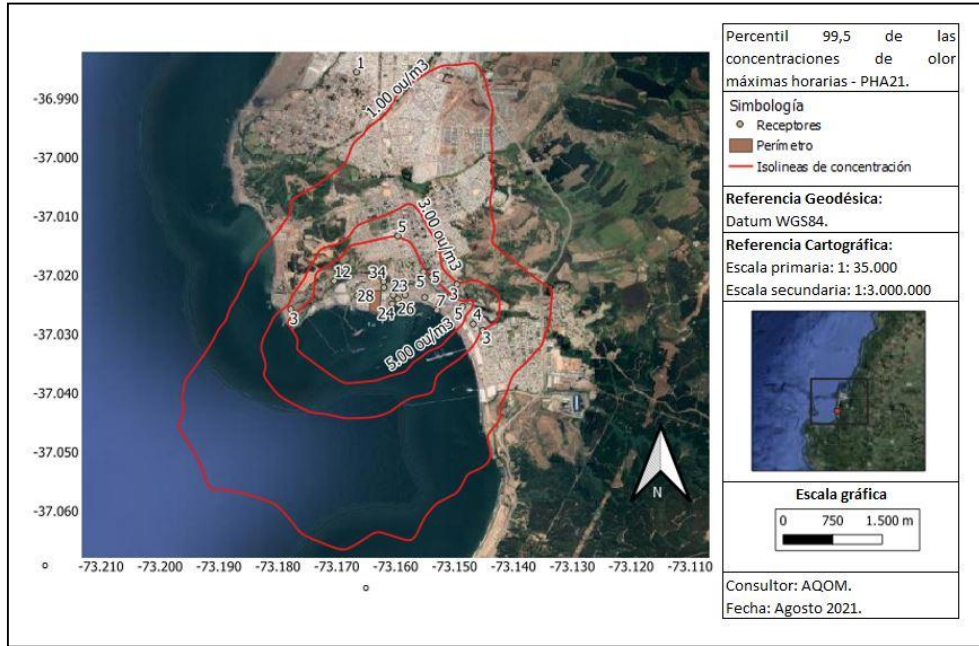 Percentil 99,5 de las
concentraciones de olor
máximas horarias - PHA21.
Simbología
Receptores
Perímetro
Isolineas de concentración
Referencia Geodésica:
Datum WGS84.
Referencia Cartográfica:
Escala primaria: 1: 35.000
Escala secundaria: 1:3.000.000
Escala gráfica
0 750 1.500 m
Consultor: AQOM.
Fecha: Agosto 2021.
-36.990
-37.000
-37.010
-37.020
-37.030
-37.040
-37.050
-37.060
-73.210 -73.200 -73.190 -73.180 -73.170 -73.160 -73.150 -73.140 -73.130 -73.120 -73.110
1
1.00 ou/m3
3.00 ou/m3
5
12 34 23 5 5
28 24 26 7 3
3 5 4
5.00 ou/m3 3
N